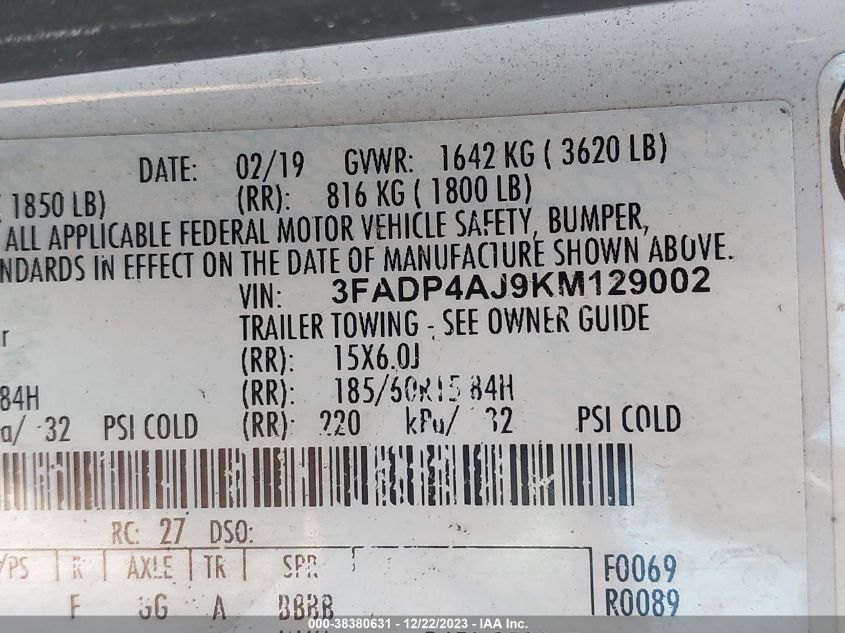 DATE: 02/19 GVWR: 1642 KG ( 3620 LB)
1850 LB) (RR): 816 KG ( 1800 LB)
ALL APPLICABLE FEDERAL MOTOR VEHICLE SAFETY, BUMPER,
NDARDS IN EFFECT ON THE DATE OF MANUFACTURE SHOWN ABOVE.
VIN: 3FADP4AJ9KM129002
r TRAILER TOWING - SEE OWNER GUIDE
(RR): 15X6.0J
84H (RR): 185/60R15 84H
a/ 32 PSI COLD (RR): 220 kPa/ 32 PSI COLD
RC: 27 DSO:
/PS R AXLE TR SPR F0069
F GG A BBBB R0089
000-38380631 - 12/22/2023 - IAA Inc.